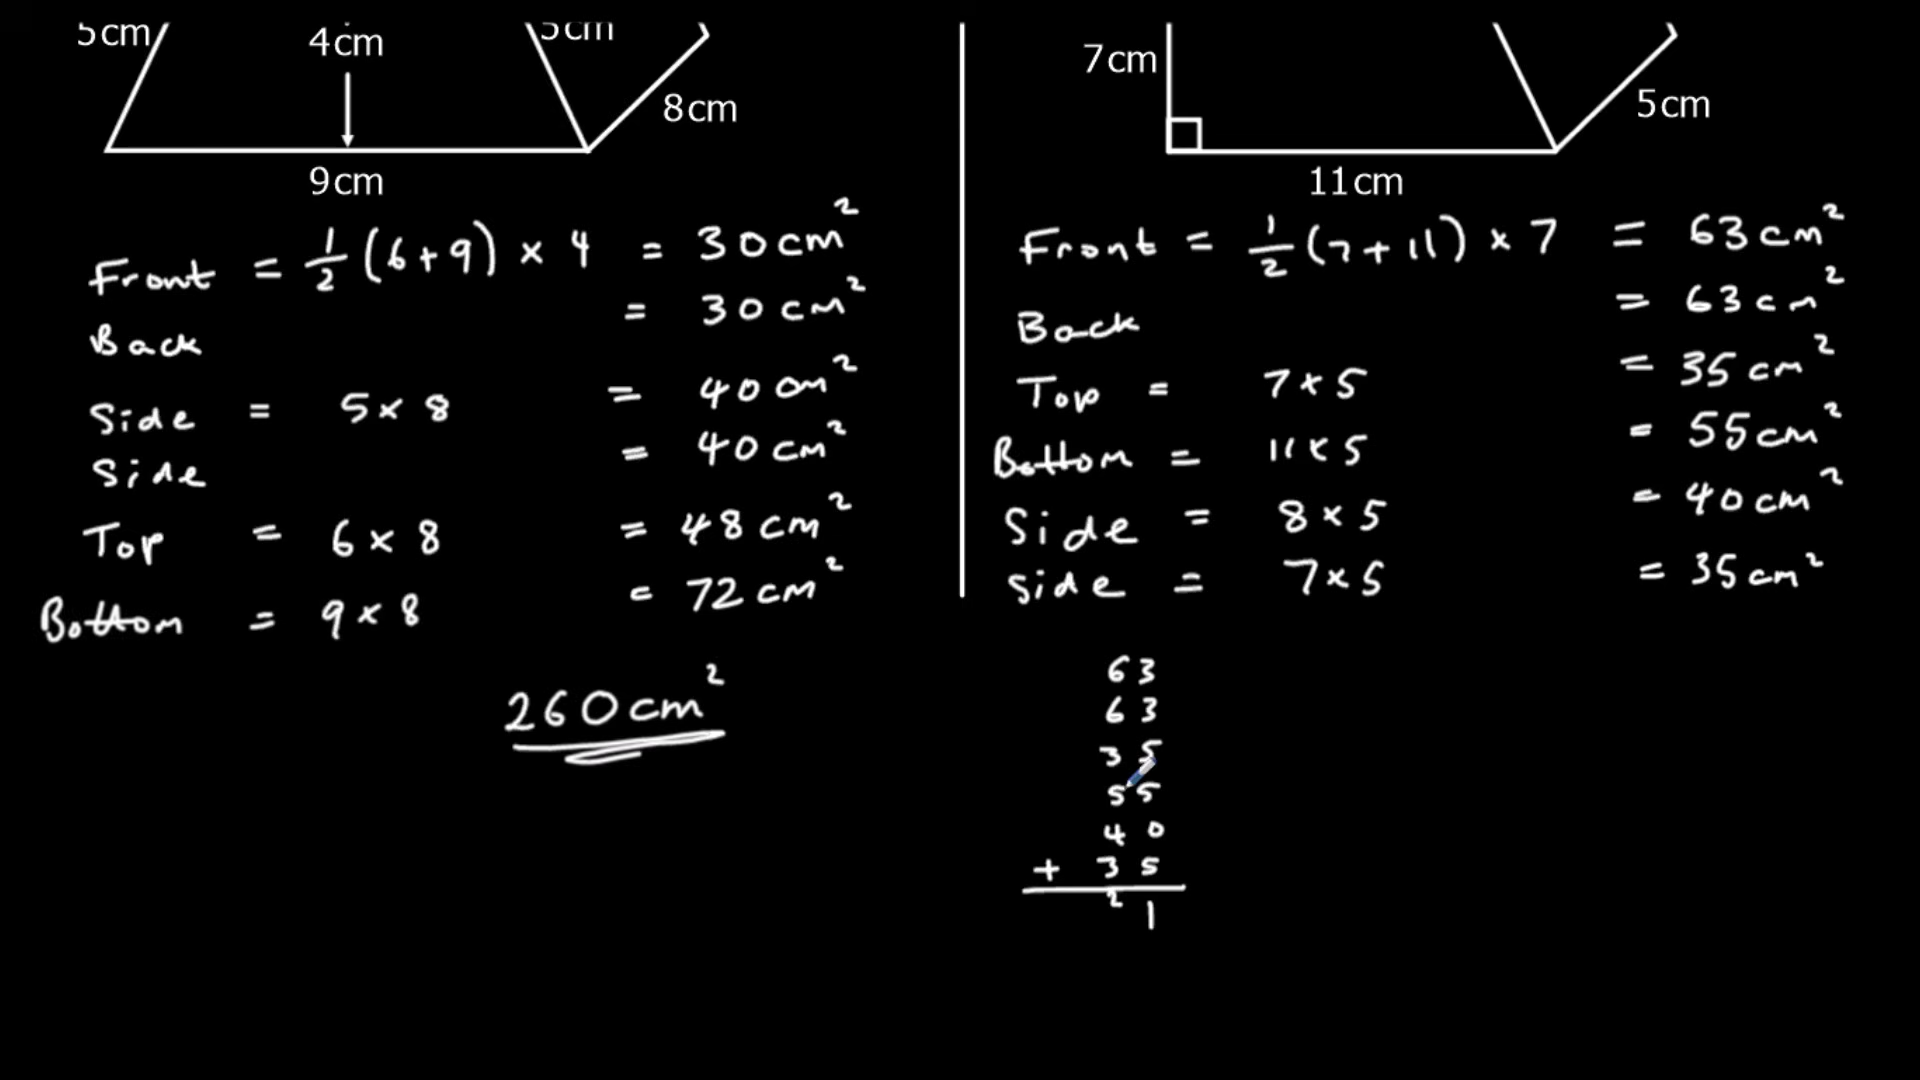 5cm
4cm
5cm
8cm
9cm
Front = 1/2 (6+9) × 4 = 30cm²
Back = 30cm²
Side = 5×8 = 40cm²
Side = 40cm²
Top = 6×8 = 48cm²
Bottom = 9×8 = 72cm²
260cm²
7cm
5cm
11cm
Front = 1/2 (7+11) × 7 = 63cm²
Back = 63cm²
Top = 7×5 = 35cm²
Bottom = 11×5 = 55cm²
Side = 8×5 = 40cm²
Side = 7×5 = 35cm²
63
63
35
55
40
+ 35
2
1